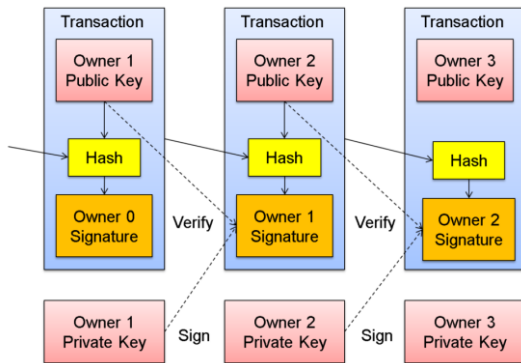 Transaction
Owner 1
Public Key
Hash
Owner 0
Signature
Transaction
Owner 2
Public Key
Hash
Owner 1
Signature
Transaction
Owner 3
Public Key
Hash
Owner 2
Signature
Verify
Verify
Owner 1
Private Key
Sign
Owner 2
Private Key
Sign
Owner 3
Private Key